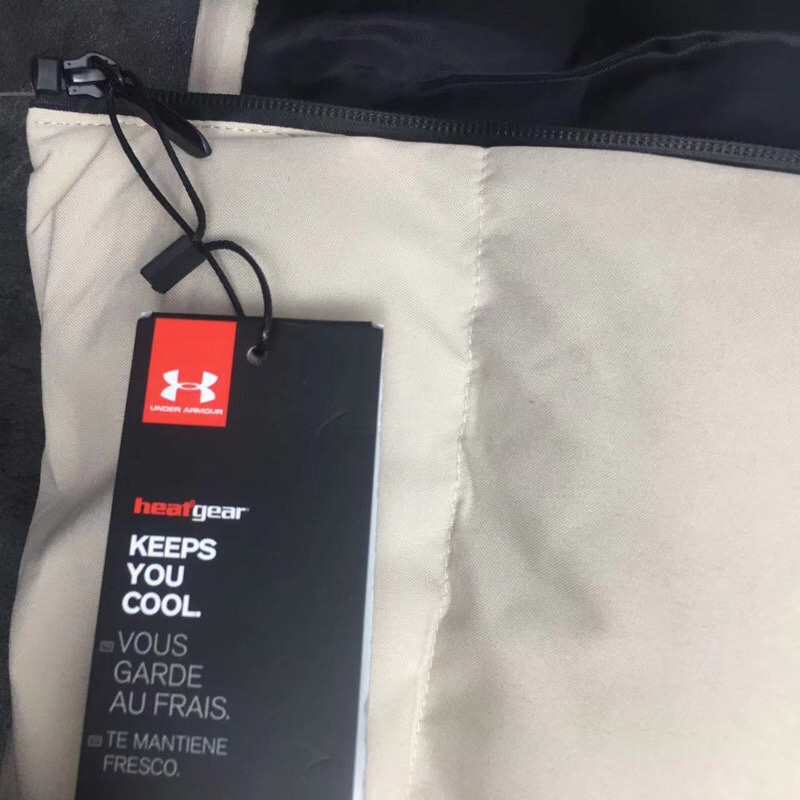 UNDER ARMOUR
heatgear
KEEPS
YOU
COOL.
VOUS
GARDE
AU FRAIS.
TE MANTIENE
FRESCO.